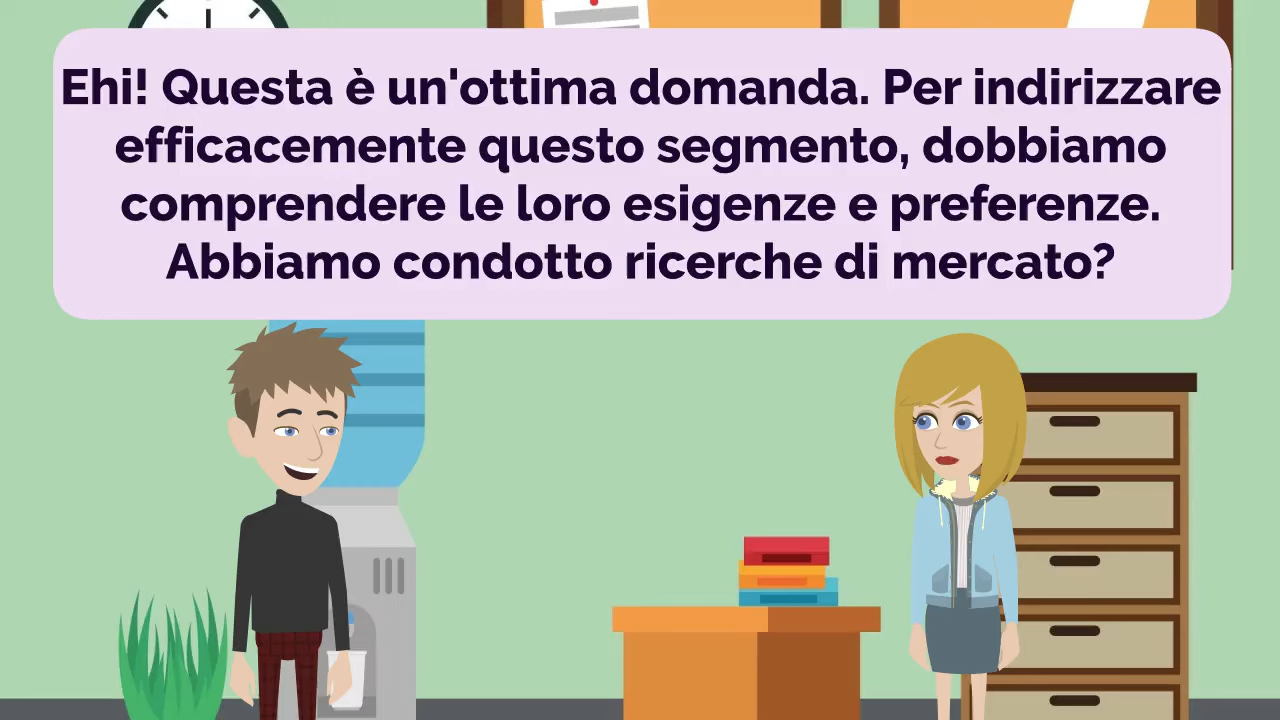 Ehi! Questa è un'ottima domanda. Per indirizzare
efficacemente questo segmento, dobbiamo
comprendere le loro esigenze e preferenze.
Abbiamo condotto ricerche di mercato?